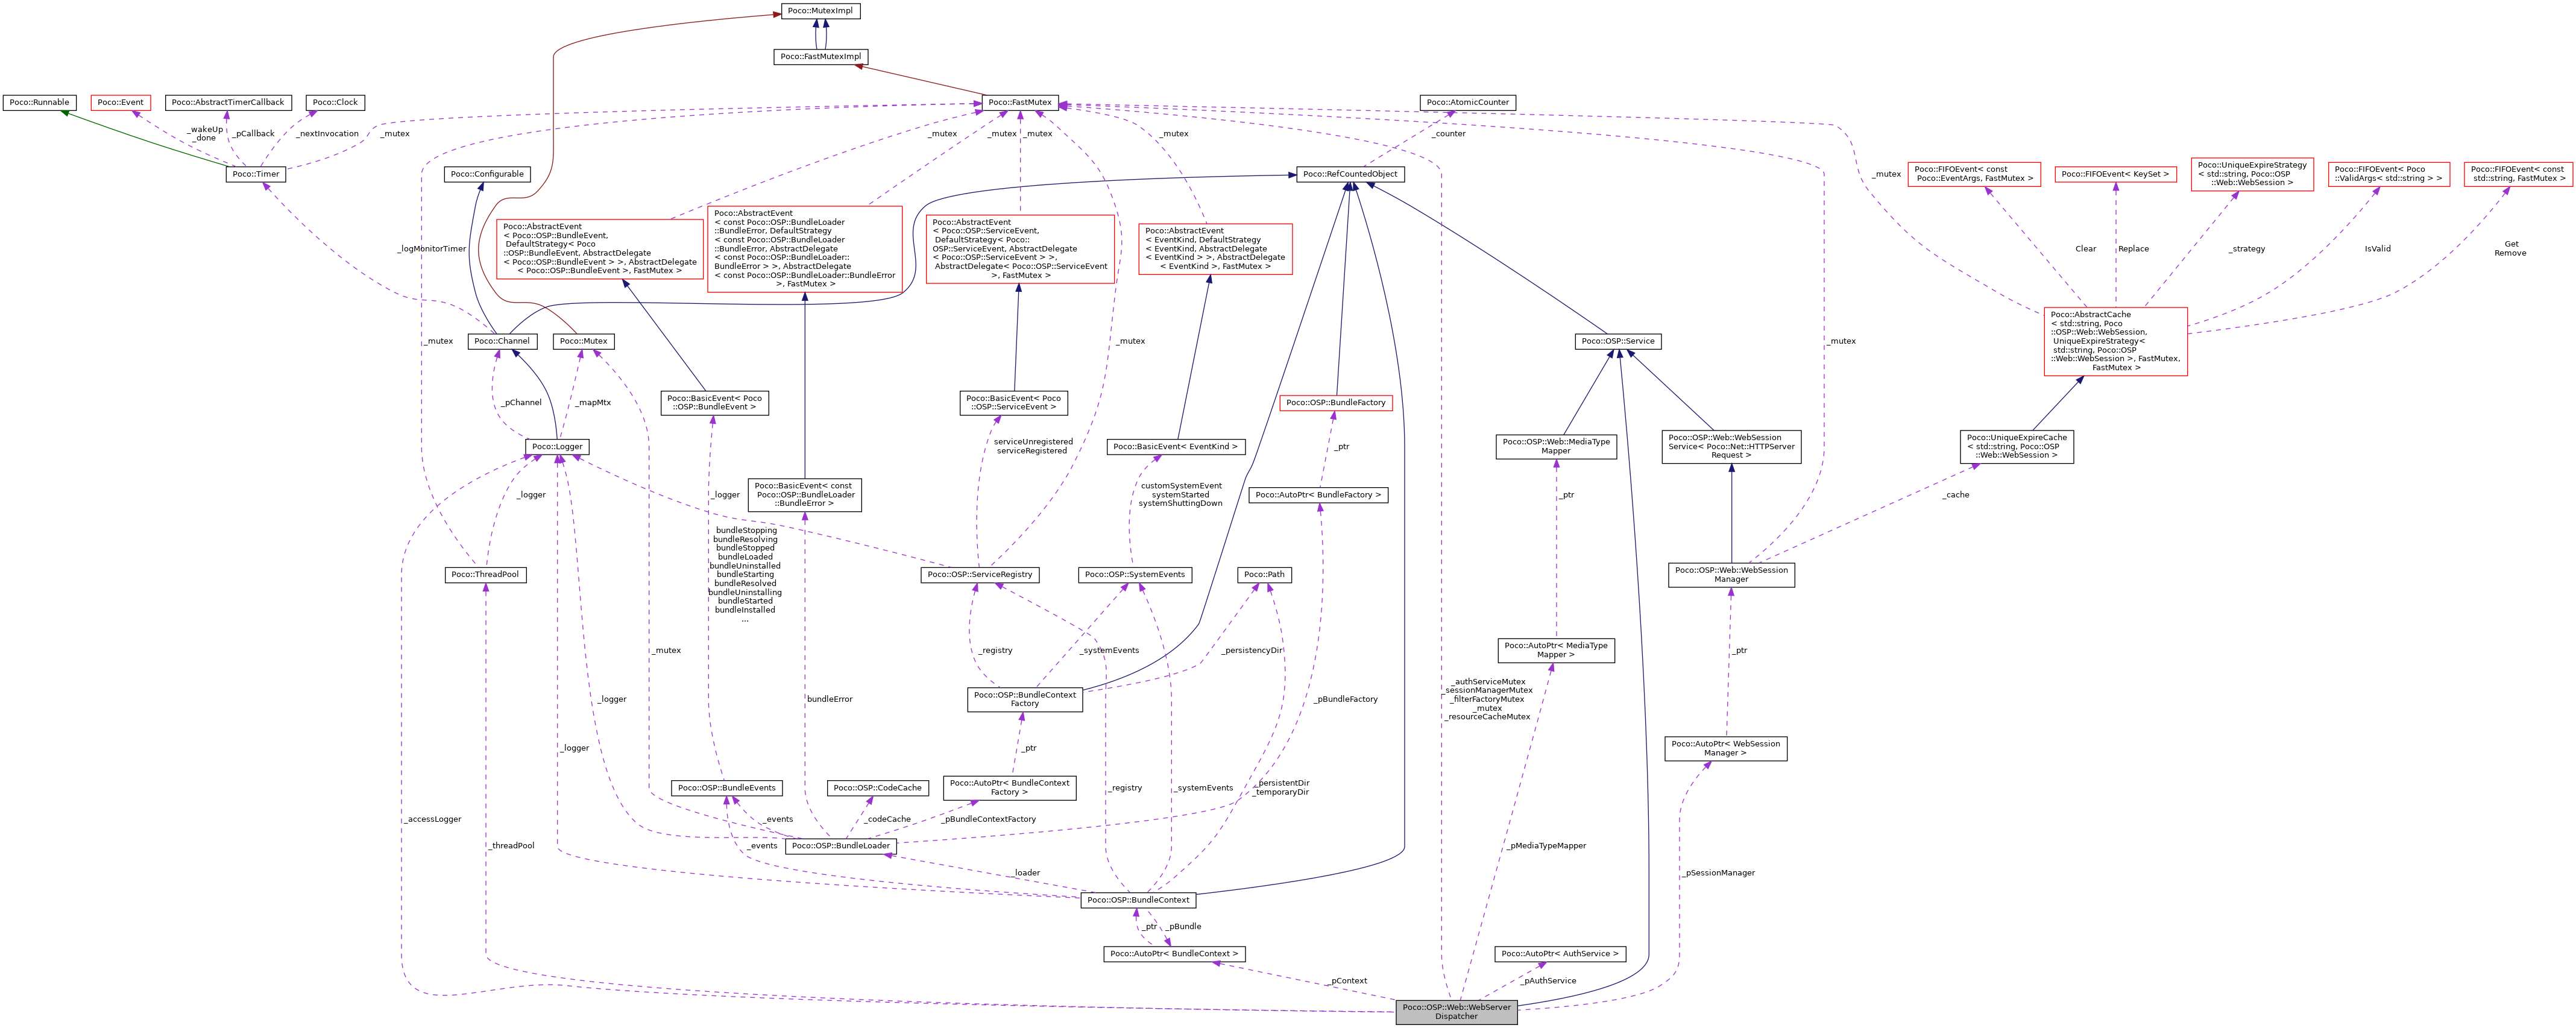 Poco::MutexImpl
Poco::FastMutexImpl
Poco::Runnable
Poco::Event
Poco::AbstractTimerCallback
Poco::Clock
Poco::FastMutex
Poco::AtomicCounter
_wakeUp
_done
_pCallback
_nextInvocation
_mutex
_mutex
_mutex
_mutex
_mutex
_counter
Poco::Timer
Poco::Configurable
Poco::RefCountedObject
_mutex
Poco::FIFOEvent< const
Poco::EventArgs, FastMutex >
Poco::FIFOEvent< KeySet >
Poco::UniqueExpireStrategy
< std::string, Poco::OSP
::Web::WebSession >
Poco::FIFOEvent< Poco
::ValidArgs< std::string > >
Poco::FIFOEvent< const
std::string, FastMutex >
_logMonitorTimer
Poco::AbstractEvent
< Poco::OSP::BundleEvent,
DefaultStrategy< Poco
::OSP::BundleEvent, AbstractDelegate
< Poco::OSP::BundleEvent > >, AbstractDelegate
< Poco::OSP::BundleEvent >, FastMutex >
Poco::AbstractEvent
< const Poco::OSP::BundleLoader
::BundleError, DefaultStrategy
< const Poco::OSP::BundleLoader
::BundleError, AbstractDelegate
< const Poco::OSP::BundleLoader::
BundleError > >, AbstractDelegate
< const Poco::OSP::BundleLoader::BundleError
>, FastMutex >
Poco::AbstractEvent
< Poco::OSP::ServiceEvent,
DefaultStrategy< Poco::
OSP::ServiceEvent, AbstractDelegate
< Poco::OSP::ServiceEvent > >,
AbstractDelegate< Poco::OSP::ServiceEvent
>, FastMutex >
Poco::AbstractEvent
< EventKind, DefaultStrategy
< EventKind, AbstractDelegate
< EventKind > >, AbstractDelegate
< EventKind >, FastMutex >
Clear
Replace
_strategy
IsValid
Get
Remove
_mutex
Poco::Channel
Poco::Mutex
_mutex
Poco::OSP::Service
_mutex
Poco::AbstractCache
< std::string, Poco
::OSP::Web::WebSession,
UniqueExpireStrategy<
std::string, Poco::OSP
::Web::WebSession >, FastMutex,
FastMutex >
_pChannel
_mapMtx
Poco::BasicEvent< Poco
::OSP::BundleEvent >
Poco::BasicEvent< Poco
::OSP::ServiceEvent >
Poco::OSP::BundleFactory
Poco::Logger
serviceUnregistered
serviceRegistered
Poco::BasicEvent< EventKind >
_ptr
Poco::OSP::Web::MediaType
Mapper
Poco::OSP::Web::WebSession
Service< Poco::Net::HTTPServer
Request >
Poco::UniqueExpireCache
< std::string, Poco::OSP
::Web::WebSession >
_logger
_logger
Poco::BasicEvent< const
Poco::OSP::BundleLoader
::BundleError >
customSystemEvent
systemStarted
systemShuttingDown
Poco::AutoPtr< BundleFactory >
_ptr
_cache
bundleStopping
bundleResolving
bundleStopped
bundleLoaded
bundleUninstalled
bundleStarting
bundleResolved
bundleUninstalling
bundleStarted
bundleInstalled
...
Poco::ThreadPool
Poco::OSP::ServiceRegistry
Poco::OSP::SystemEvents
Poco::Path
Poco::OSP::Web::WebSession
Manager
_mutex
_registry
_systemEvents
_persistencyDir
Poco::AutoPtr< MediaType
Mapper >
_ptr
_logger
bundleError
Poco::OSP::BundleContext
Factory
_pBundleFactory
_authServiceMutex
_sessionManagerMutex
_filterFactoryMutex
_mutex
_resourceCacheMutex
_logger
_ptr
Poco::AutoPtr< WebSession
Manager >
Poco::OSP::BundleEvents
Poco::OSP::CodeCache
Poco::AutoPtr< BundleContext
Factory >
_registry
_systemEvents
_persistentDir
_temporaryDir
_accessLogger
_events
_codeCache
_pBundleContextFactory
_threadPool
_events
Poco::OSP::BundleLoader
_pMediaTypeMapper
_loader
_pSessionManager
Poco::OSP::BundleContext
_ptr
_pBundle
Poco::AutoPtr< BundleContext >
Poco::AutoPtr< AuthService >
_pContext
_pAuthService
Poco::OSP::Web::WebServer
Dispatcher